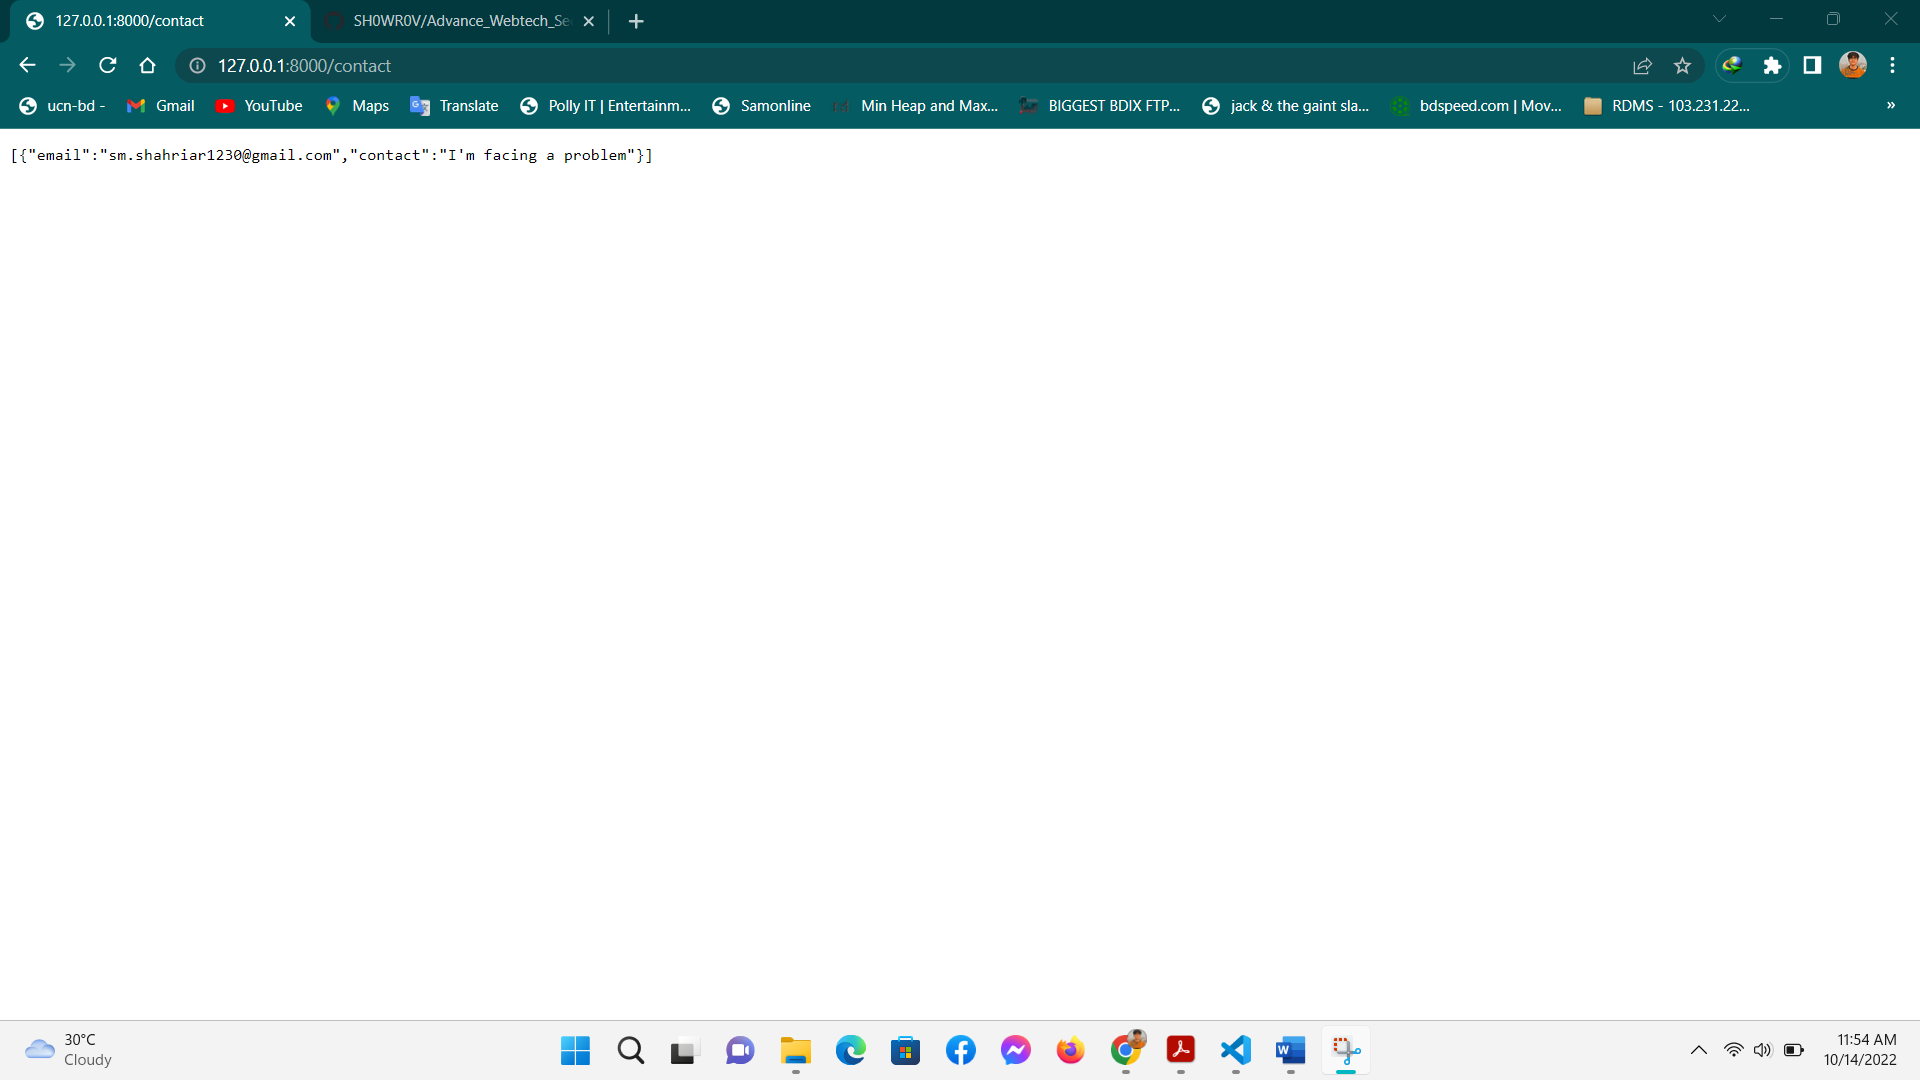 127.0.0.1:8000/contact
SH0WR0V/Advance_Webtech_Se
127.0.0.1:8000/contact
ucn-bd -
Gmail
YouTube
Maps
Translate
Polly IT | Entertainm...
Samonline
Min Heap and Max...
BIGGEST BDIX FTP...
jack & the gaint sla...
bdspeed.com | Mov...
RDMS - 103.231.22...
»
[{"email":"sm.shahriar1230@gmail.com","contact":"I'm facing a problem"}]
30°C
Cloudy
11:54 AM
10/14/2022